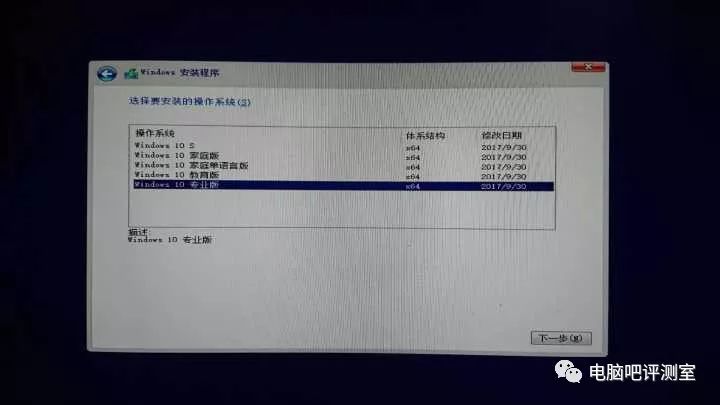 Windows 安装程序
选择要安装的操作系统(S)
操作系统 体系结构 修改日期
Windows 10 S x64 2017/9/30
Windows 10 家庭版 x64 2017/9/30
Windows 10 家庭单语言版 x64 2017/9/30
Windows 10 教育版 x64 2017/9/30
Windows 10 专业版 x64 2017/9/30
描述:
Windows 10 专业版
下一步(N)
电脑吧评测室